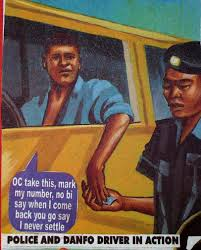 OC take this, mark
my number, no bi
say when I come
back you go say
I never settle
POLICE AND DANFO DRIVER IN ACTION